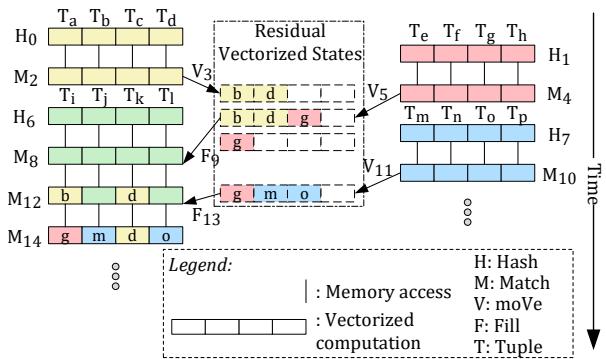 Ta Tb Tc Td
H0
M2
V3
Ti Tj Tk Tl
H6
M8
F9
M12 b d
F13
M14 g m d o
Residual
Vectorized States
b d
b d g
g
g m o
Te Tf Tg Th
H1
V5
M4
Tm Tn To Tp
H7
V11
M10
Time
Legend:
: Memory access
: Vectorized
computation
H: Hash
M: Match
V: moVe
F: Fill
T: Tuple